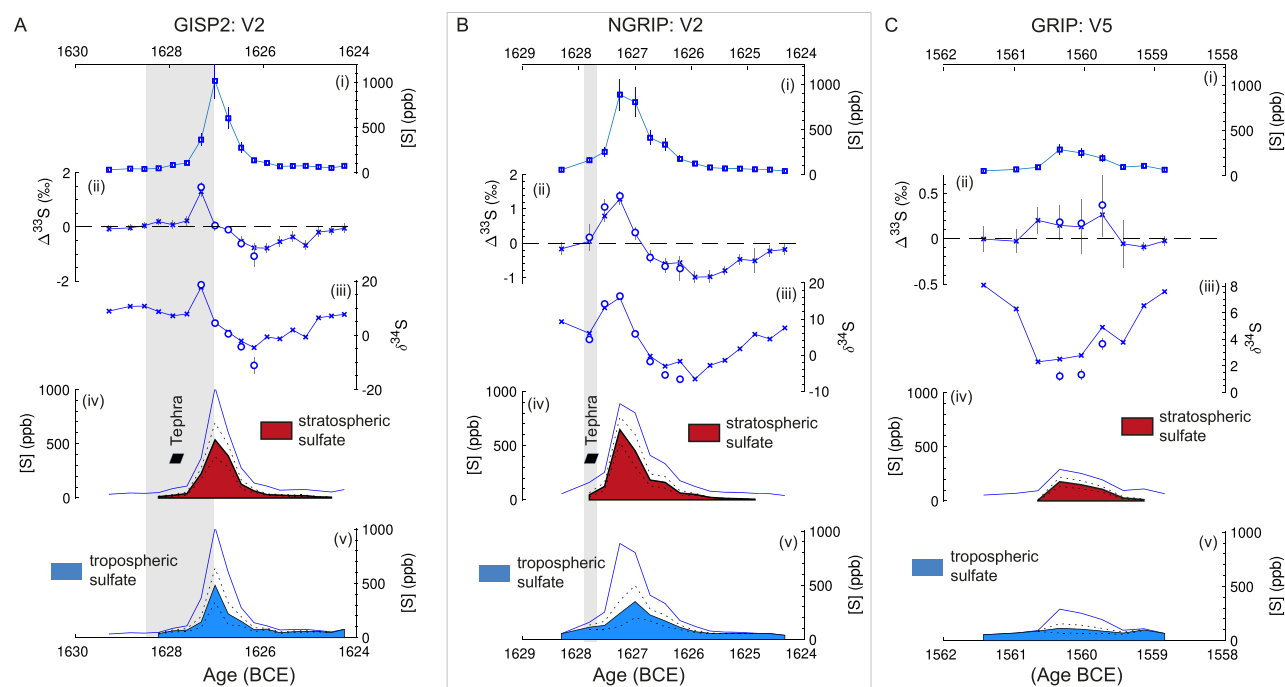 A
GISP2: V2
1630 1628 1626 1624
(i)
1000
500
0
[S] (ppb)
(ii)
2
0
-2
Δ33S (‰)
(iii)
20
0
-20
δ34S
(iv)
1000
500
0
[S] (ppb)
Tephra
stratospheric
sulfate
(v)
1000
500
0
[S] (ppb)
tropospheric
sulfate
1630 1628 1626 1624
Age (BCE)
B
NGRIP: V2
1629 1628 1627 1626 1625 1624
(i)
1000
500
0
[S] (ppb)
(ii)
2
1
0
-1
Δ33S (‰)
(iii)
20
10
0
-10
δ34S
(iv)
1000
500
0
[S] (ppb)
Tephra
stratospheric
sulfate
(v)
1000
500
0
[S] (ppb)
tropospheric
sulfate
1629 1628 1627 1626 1625 1624
Age (BCE)
C
GRIP: V5
1562 1561 1560 1559 1558
(i)
1000
500
0
[S] (ppb)
(ii)
0.5
0
-0.5
Δ33S (‰)
(iii)
8
6
4
2
0
δ34S
(iv)
1000
500
0
[S] (ppb)
stratospheric
sulfate
(v)
1000
500
0
[S] (ppb)
tropospheric
sulfate
1562 1561 1560 1559 1558
(Age BCE)